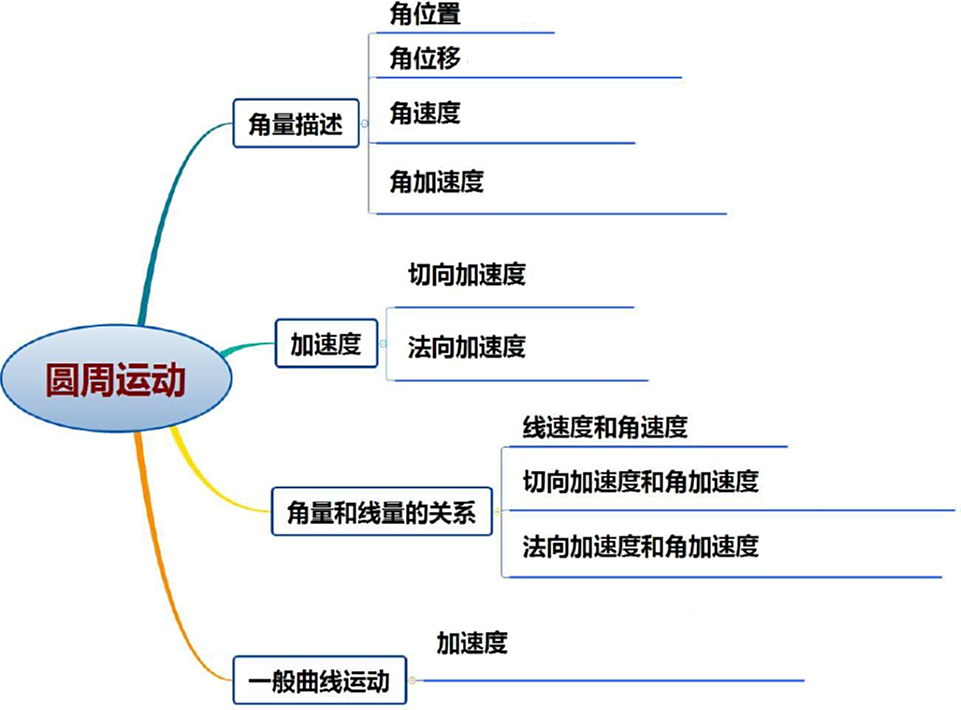 圆周运动
角量描述
角位置
角位移
角速度
角加速度
加速度
切向加速度
法向加速度
角量和线量的关系
线速度和角速度
切向加速度和角加速度
法向加速度和角加速度
一般曲线运动
加速度